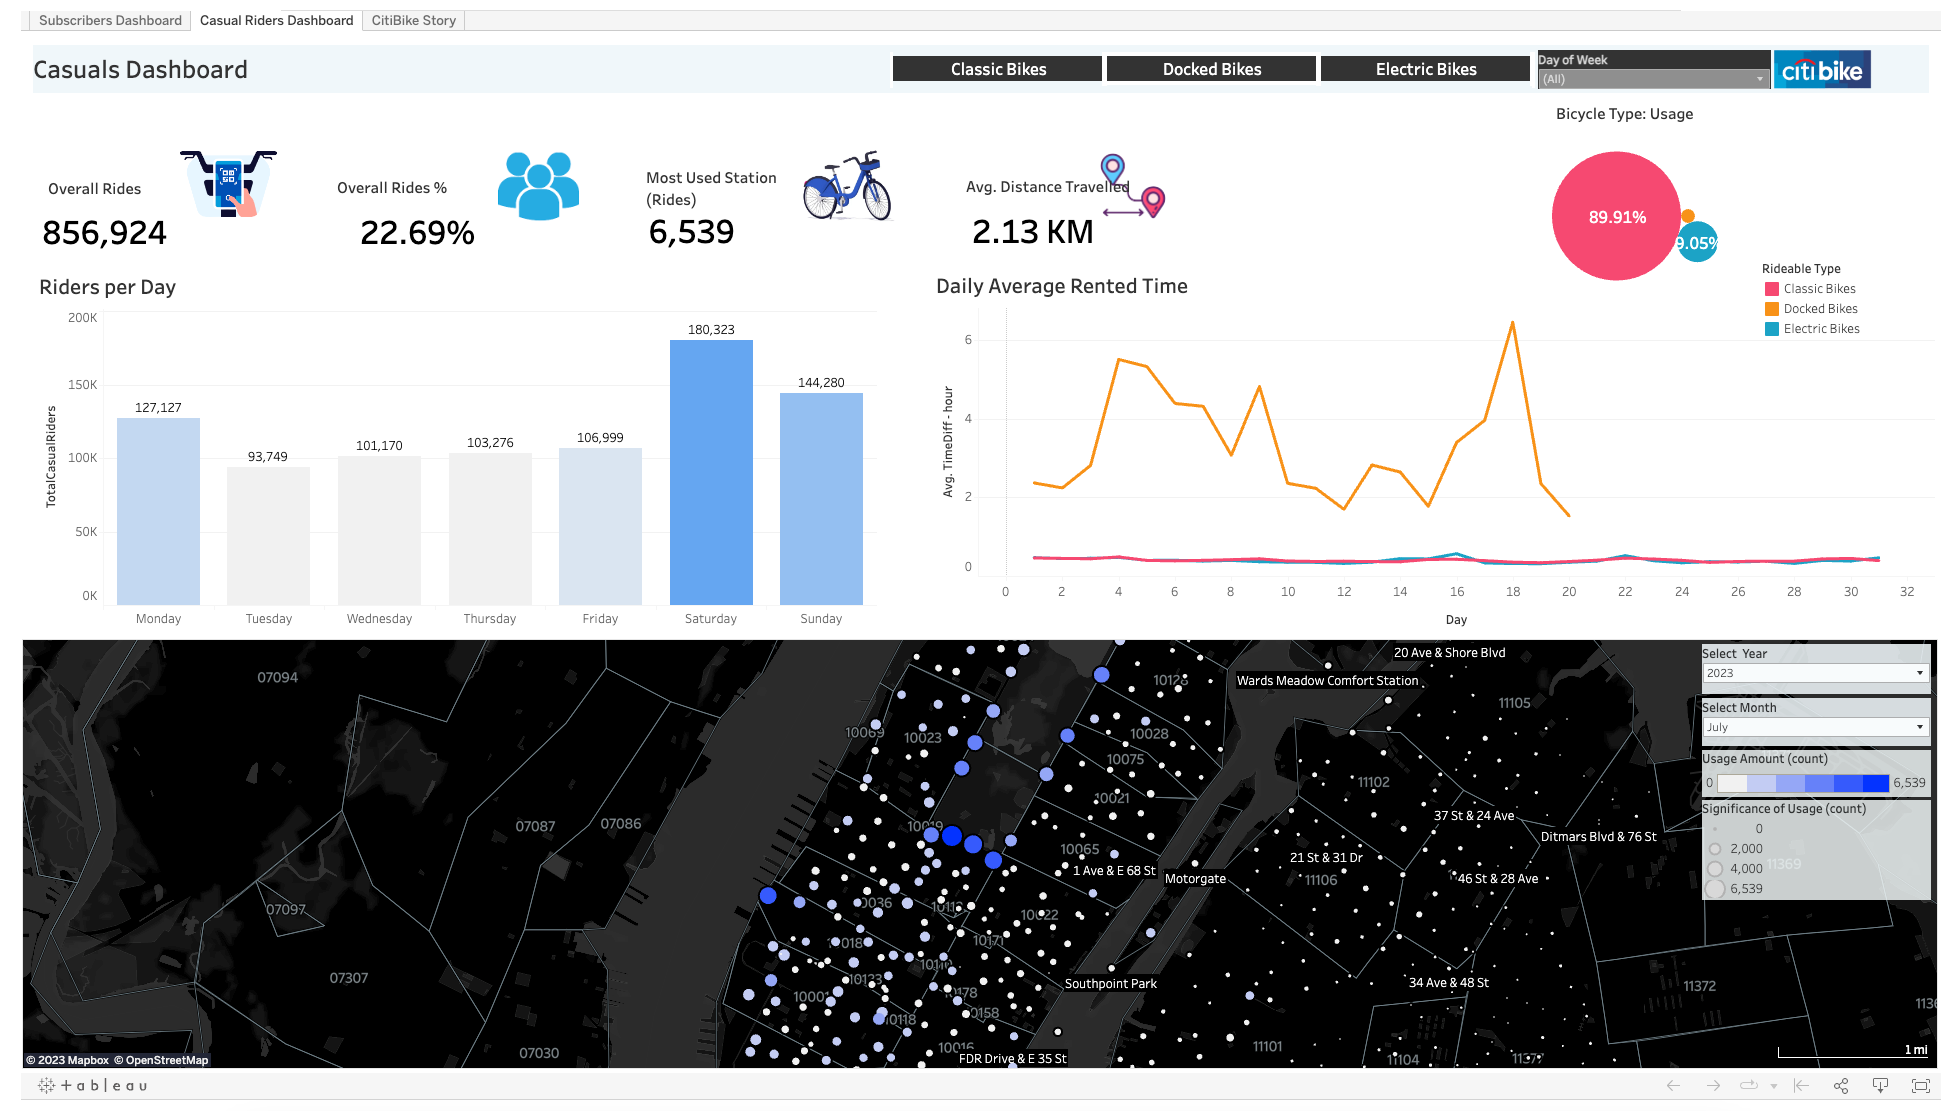 Subscribers Dashboard
Casual Riders Dashboard
CitiBike Story
Casuals Dashboard
Classic Bikes
Docked Bikes
Electric Bikes
Day of Week
(All)
citi bike
Bicycle Type: Usage
Overall Rides
856,924
Overall Rides %
22.69%
Most Used Station
(Rides)
6,539
Avg. Distance Travelled
2.13 KM
89.91%
9.05%
Rideable Type
Classic Bikes
Docked Bikes
Electric Bikes
Riders per Day
TotalCasualRiders
200K
150K
100K
50K
0K
127,127
93,749
101,170
103,276
106,999
180,323
144,280
Monday
Tuesday
Wednesday
Thursday
Friday
Saturday
Sunday
Daily Average Rented Time
Avg. TimeDiff - hour
6
4
2
0
0
2
4
6
8
10
12
14
16
18
20
22
24
26
28
30
32
Day
20 Ave & Shore Blvd
Wards Meadow Comfort Station
07094
10128
11105
10069
10023
10028
10075
11102
10021
37 St & 24 Ave
07087
07086
10019
Ditmars Blvd & 76 St
10065
21 St & 31 Dr
11369
1 Ave & E 68 St
Motorgate
11106
46 St & 28 Ave
07097
10036
10022
10018
10171
07307
10123
Southpoint Park
34 Ave & 48 St
11372
10001
10178
10118
10158
07030
10016
FDR Drive & E 35 St
11101
11104
11377
Select Year
2023
Select Month
July
Usage Amount (count)
0
6,539
Significance of Usage (count)
0
2,000
4,000
6,539
© 2023 Mapbox © OpenStreetMap
1 mi
+ a b l e a u